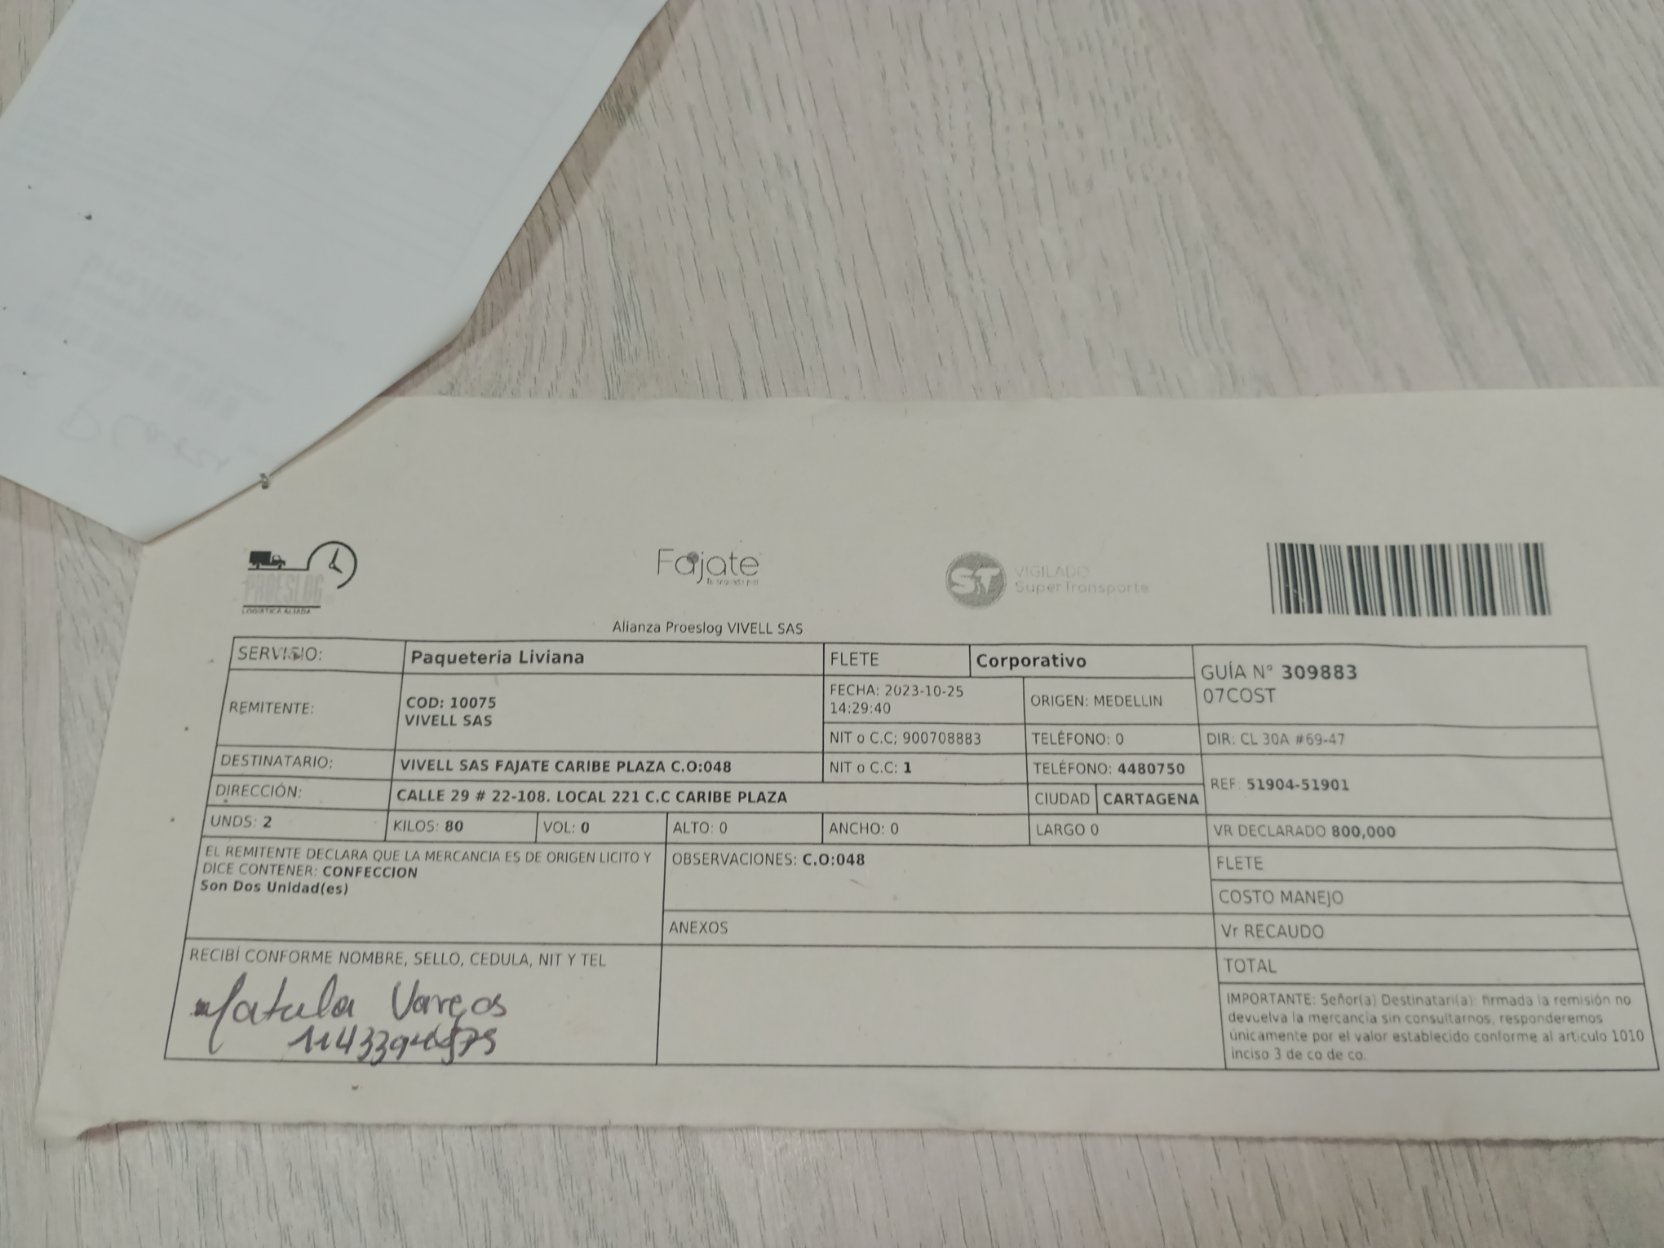 PROESLOG
LOGISTICA ALIADA
Fajate
VIGILADO
SuperTransporte
ST
Alianza Proeslog VIVELL SAS
SERVISIO: Paqueteria Liviana FLETE Corporativo GUÍA N° 309883
07COST
REMITENTE: COD: 10075
VIVELL SAS
FECHA: 2023-10-25
14:29:40
ORIGEN: MEDELLIN
NIT o C.C; 900708883 TELÉFONO: 0 DIR: CL 30A #69-47
DESTINATARIO: VIVELL SAS FAJATE CARIBE PLAZA C.O:048 NIT o C.C: 1 TELÉFONO: 4480750 REF: 51904-51901
DIRECCIÓN: CALLE 29 # 22-108. LOCAL 221 C.C CARIBE PLAZA CIUDAD CARTAGENA
UNDS: 2 KILOS: 80 VOL: 0 ALTO: 0 ANCHO: 0 LARGO 0 VR DECLARADO 800,000
EL REMITENTE DECLARA QUE LA MERCANCIA ES DE ORIGEN LICITO Y
DICE CONTENER: CONFECCION
Son Dos Unidad(es)
OBSERVACIONES: C.O:048
FLETE
COSTO MANEJO
ANEXOS
Vr RECAUDO
TOTAL
RECIBÍ CONFORME NOMBRE, SELLO, CEDULA, NIT Y TEL
Vargas
IMPORTANTE: Señor(a) Destinatari(a): firmada la remisión no
devuelva la mercancia sin consultarnos, responderemos
únicamente por el valor establecido conforme al articulo 1010
inciso 3 de co de co.